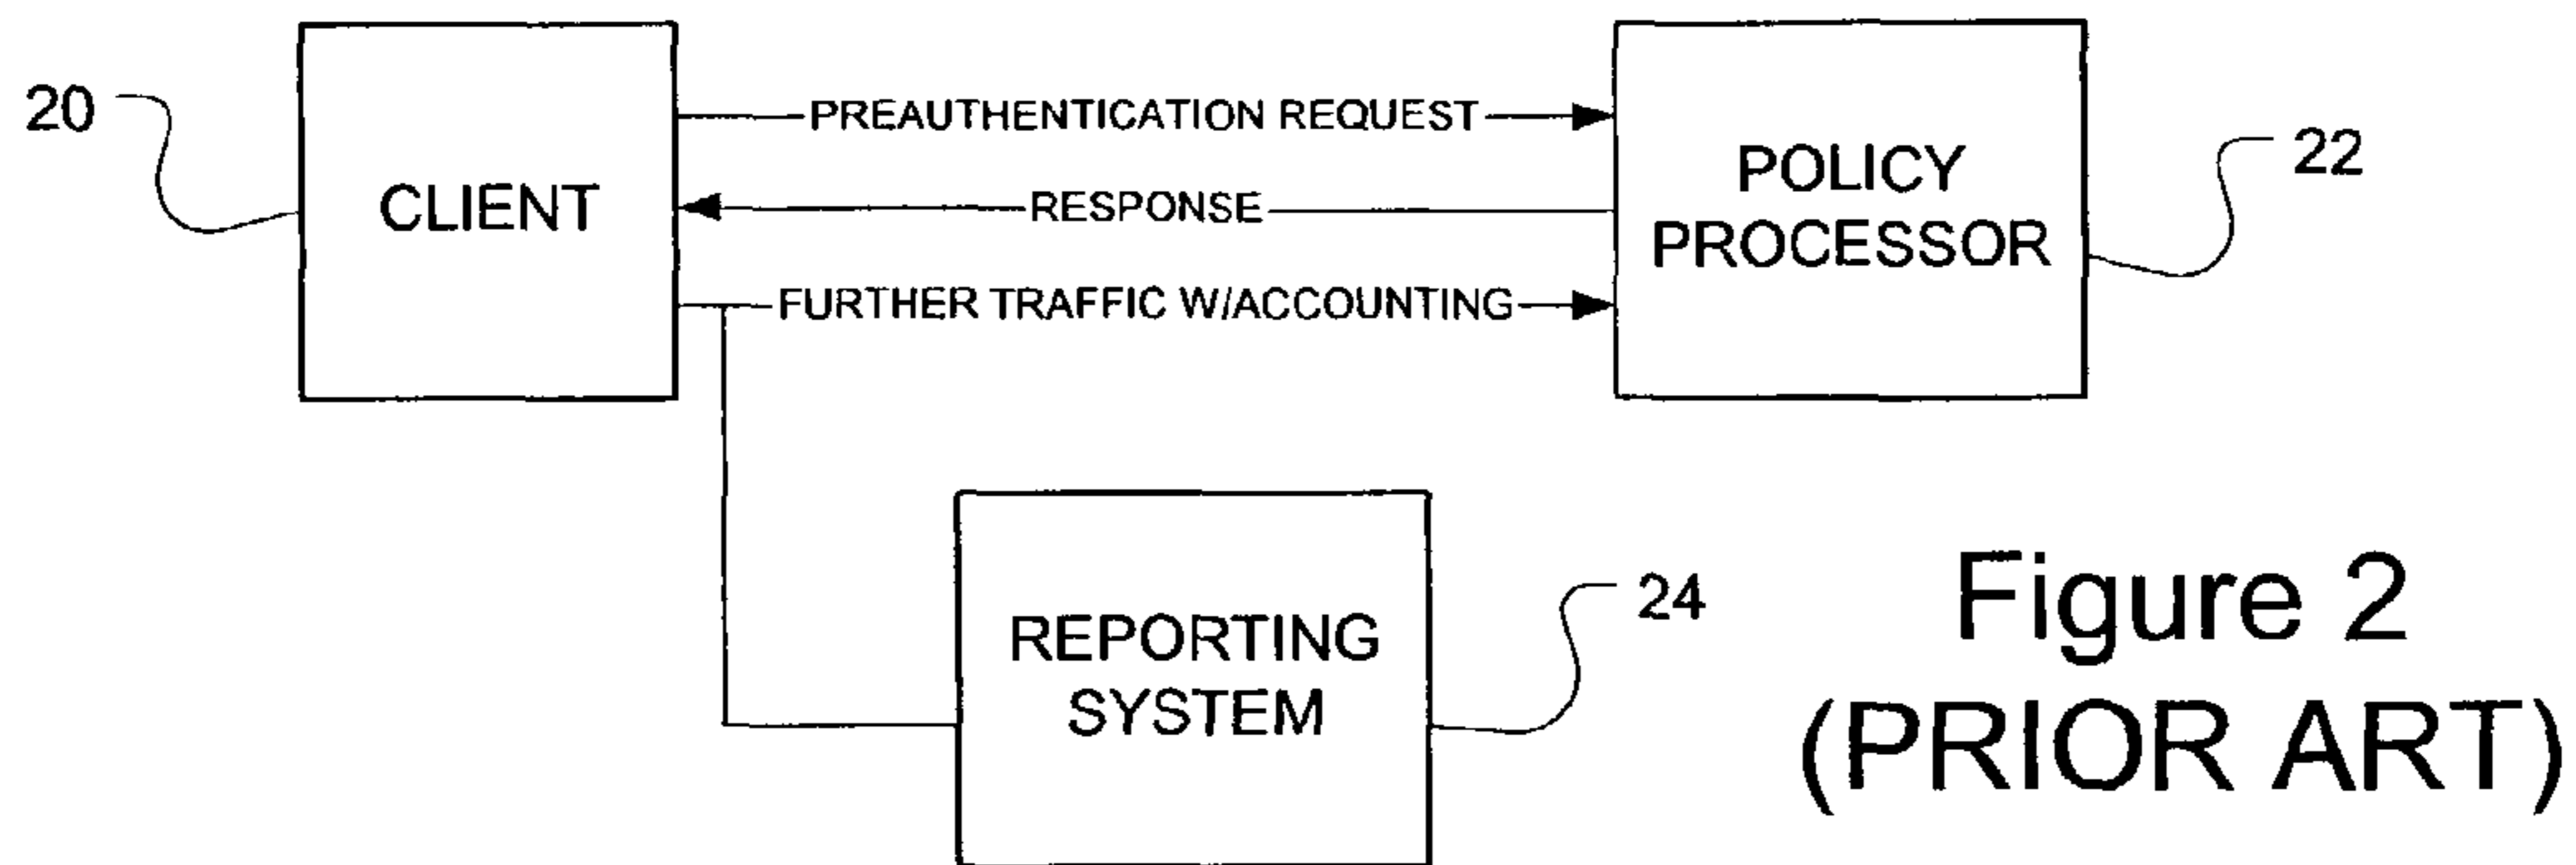 20
CLIENT
PREAUTHENTICATION REQUEST
RESPONSE
FURTHER TRAFFIC W/ACCOUNTING
POLICY
PROCESSOR
22
REPORTING
SYSTEM
24
Figure 2
(PRIOR ART)